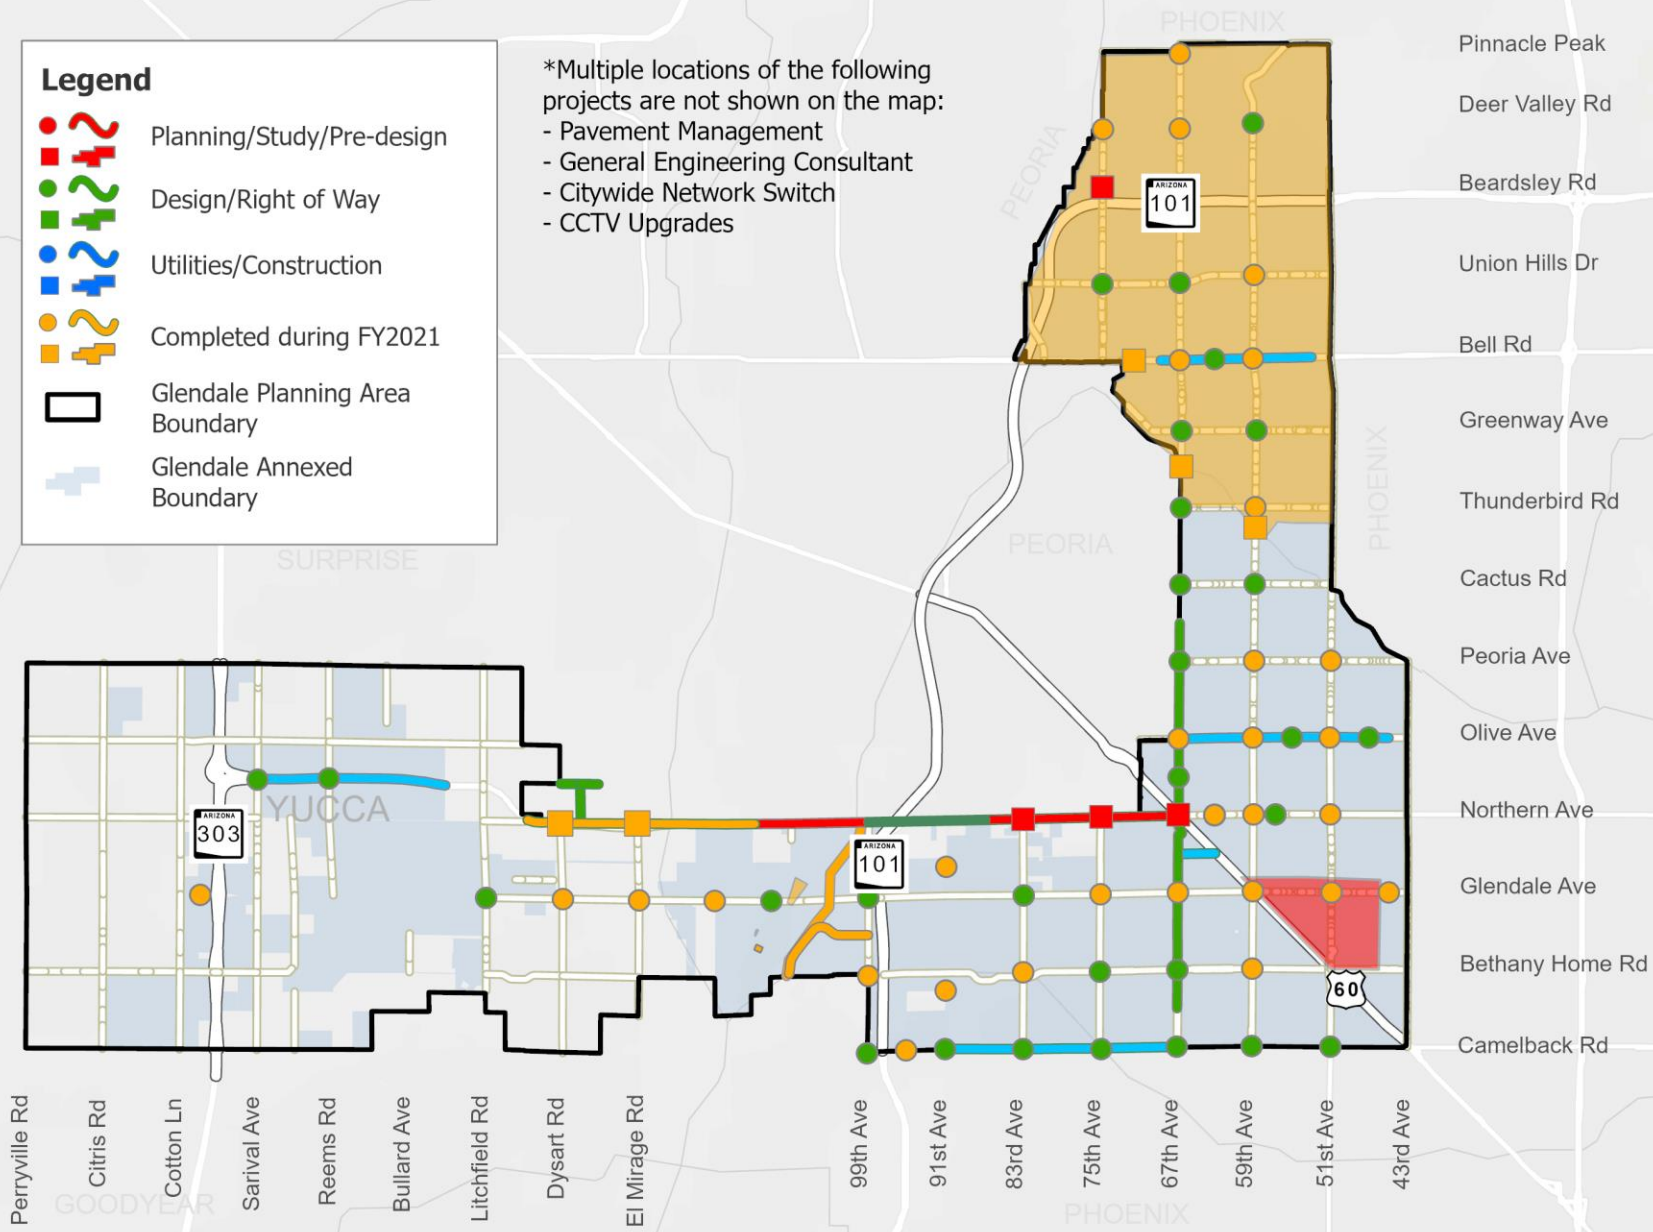 Legend
Planning/Study/Pre-design
Design/Right of Way
Utilities/Construction
Completed during FY2021
Glendale Planning Area
Boundary
Glendale Annexed
Boundary
*Multiple locations of the following
projects are not shown on the map:
- Pavement Management
- General Engineering Consultant
- Citywide Network Switch
- CCTV Upgrades
PHOENIX
PEORIA
ARIZONA
101
PHOENIX
PEORIA
SURPRISE
YUCCA
ARIZONA
303
ARIZONA
101
60
GOODYEAR
PHOENIX
Pinnacle Peak
Deer Valley Rd
Beardsley Rd
Union Hills Dr
Bell Rd
Greenway Ave
Thunderbird Rd
Cactus Rd
Peoria Ave
Olive Ave
Northern Ave
Glendale Ave
Bethany Home Rd
Camelback Rd
Perryville Rd
Citris Rd
Cotton Ln
Sarival Ave
Reems Rd
Bullard Ave
Litchfield Rd
Dysart Rd
El Mirage Rd
99th Ave
91st Ave
83rd Ave
75th Ave
67th Ave
59th Ave
51st Ave
43rd Ave